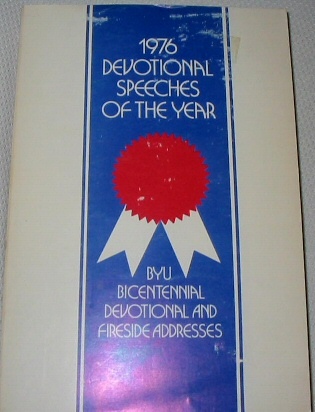 1976
DEVOTIONAL
SPEECHES
OF THE YEAR
BYU
BICENTENNIAL
DEVOTIONAL AND
FIRESIDE ADDRESSES